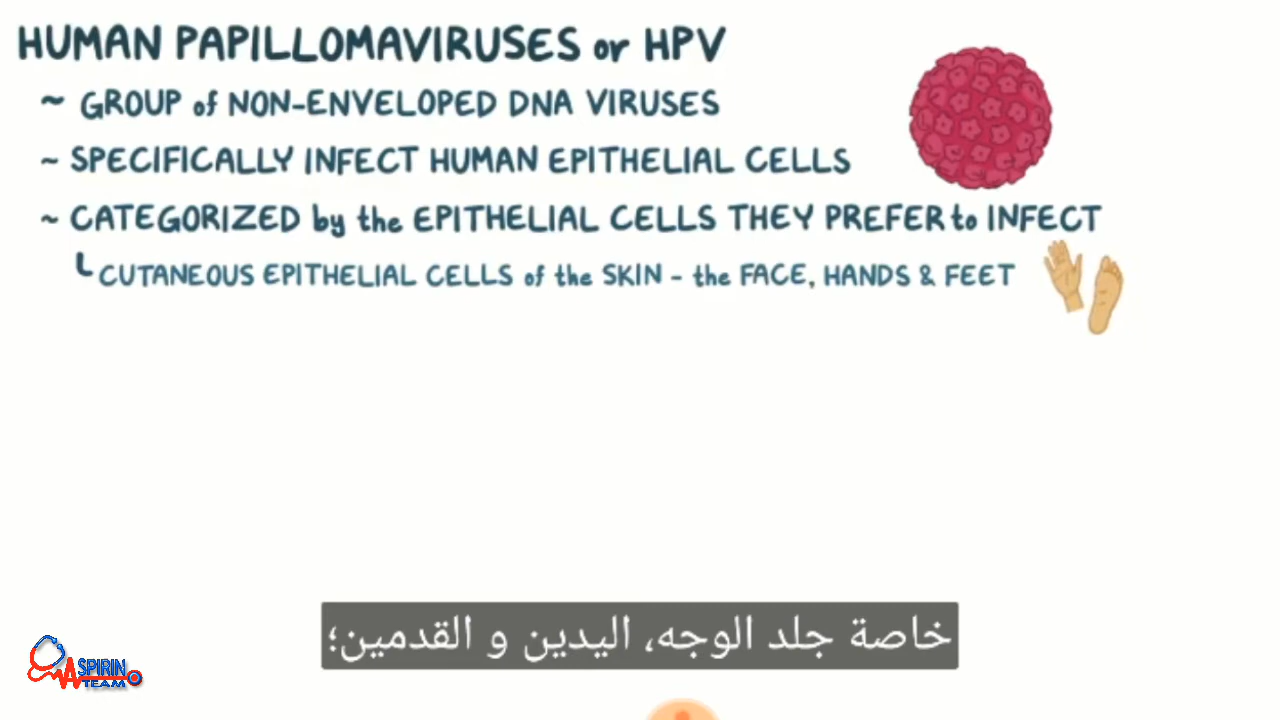 HUMAN PAPILLOMAVIRUSES or HPV
~ GROUP of NON-ENVELOPED DNA VIRUSES
~ SPECIFICALLY INFECT HUMAN EPITHELIAL CELLS
~ CATEGORIZED by the EPITHELIAL CELLS THEY PREFER to INFECT
CUTANEOUS EPITHELIAL CELLS of the SKIN - the FACE, HANDS & FEET
خاصة جلد الوجه، اليدين و القدمين؛
ASPIRIN
TEAM